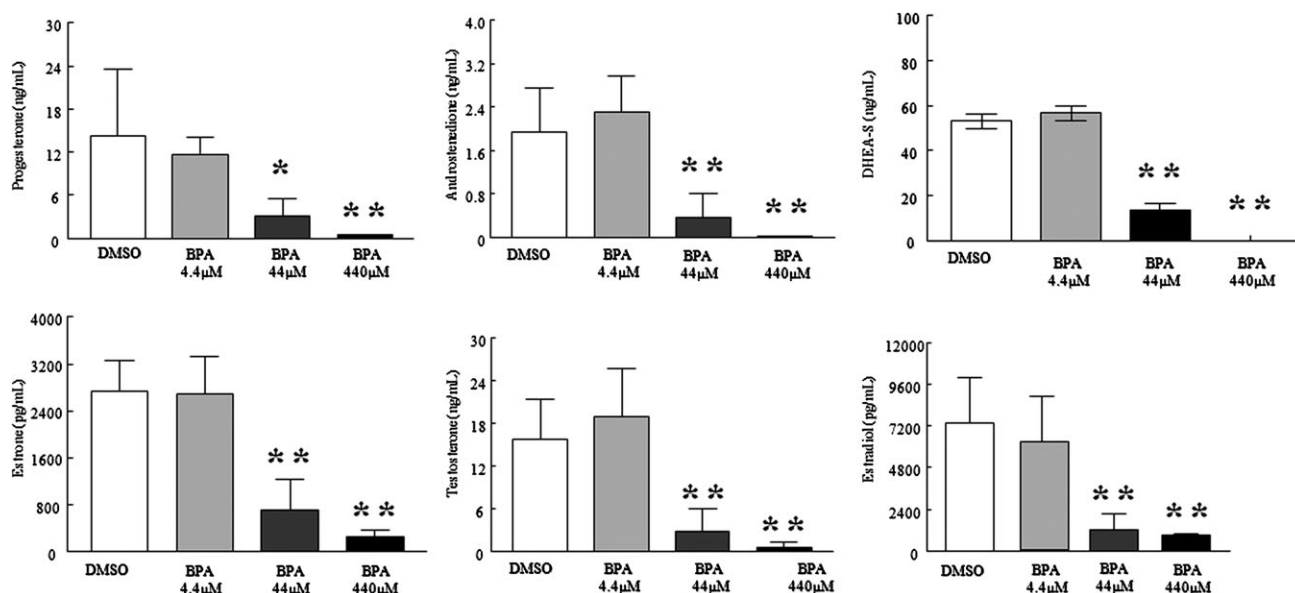 Progesterone (ng/mL)
30
24
18
12
6
0
*
* *
DMSO
BPA
4.4µM
BPA
44µM
BPA
440µM
Androstenedione (ng/mL)
4.0
3.2
2.4
1.6
0.8
0.0
* *
* *
DMSO
BPA
4.4µM
BPA
44µM
BPA
440µM
DHEA-S (ng/mL)
100
80
60
40
20
0
* *
* *
DMSO
BPA
4.4µM
BPA
44µM
BPA
440µM
Estrone (pg/mL)
4000
3200
2400
1600
800
0
* *
* *
DMSO
BPA
4.4µM
BPA
44µM
BPA
440µM
Testosterone (ng/mL)
30
24
18
12
6
0
* *
* *
DMSO
BPA
4.4µM
BPA
44µM
BPA
440µM
Estradiol (pg/mL)
12000
9600
7200
4800
2400
0
* *
* *
DMSO
BPA
4.4µM
BPA
44µM
BPA
440µM